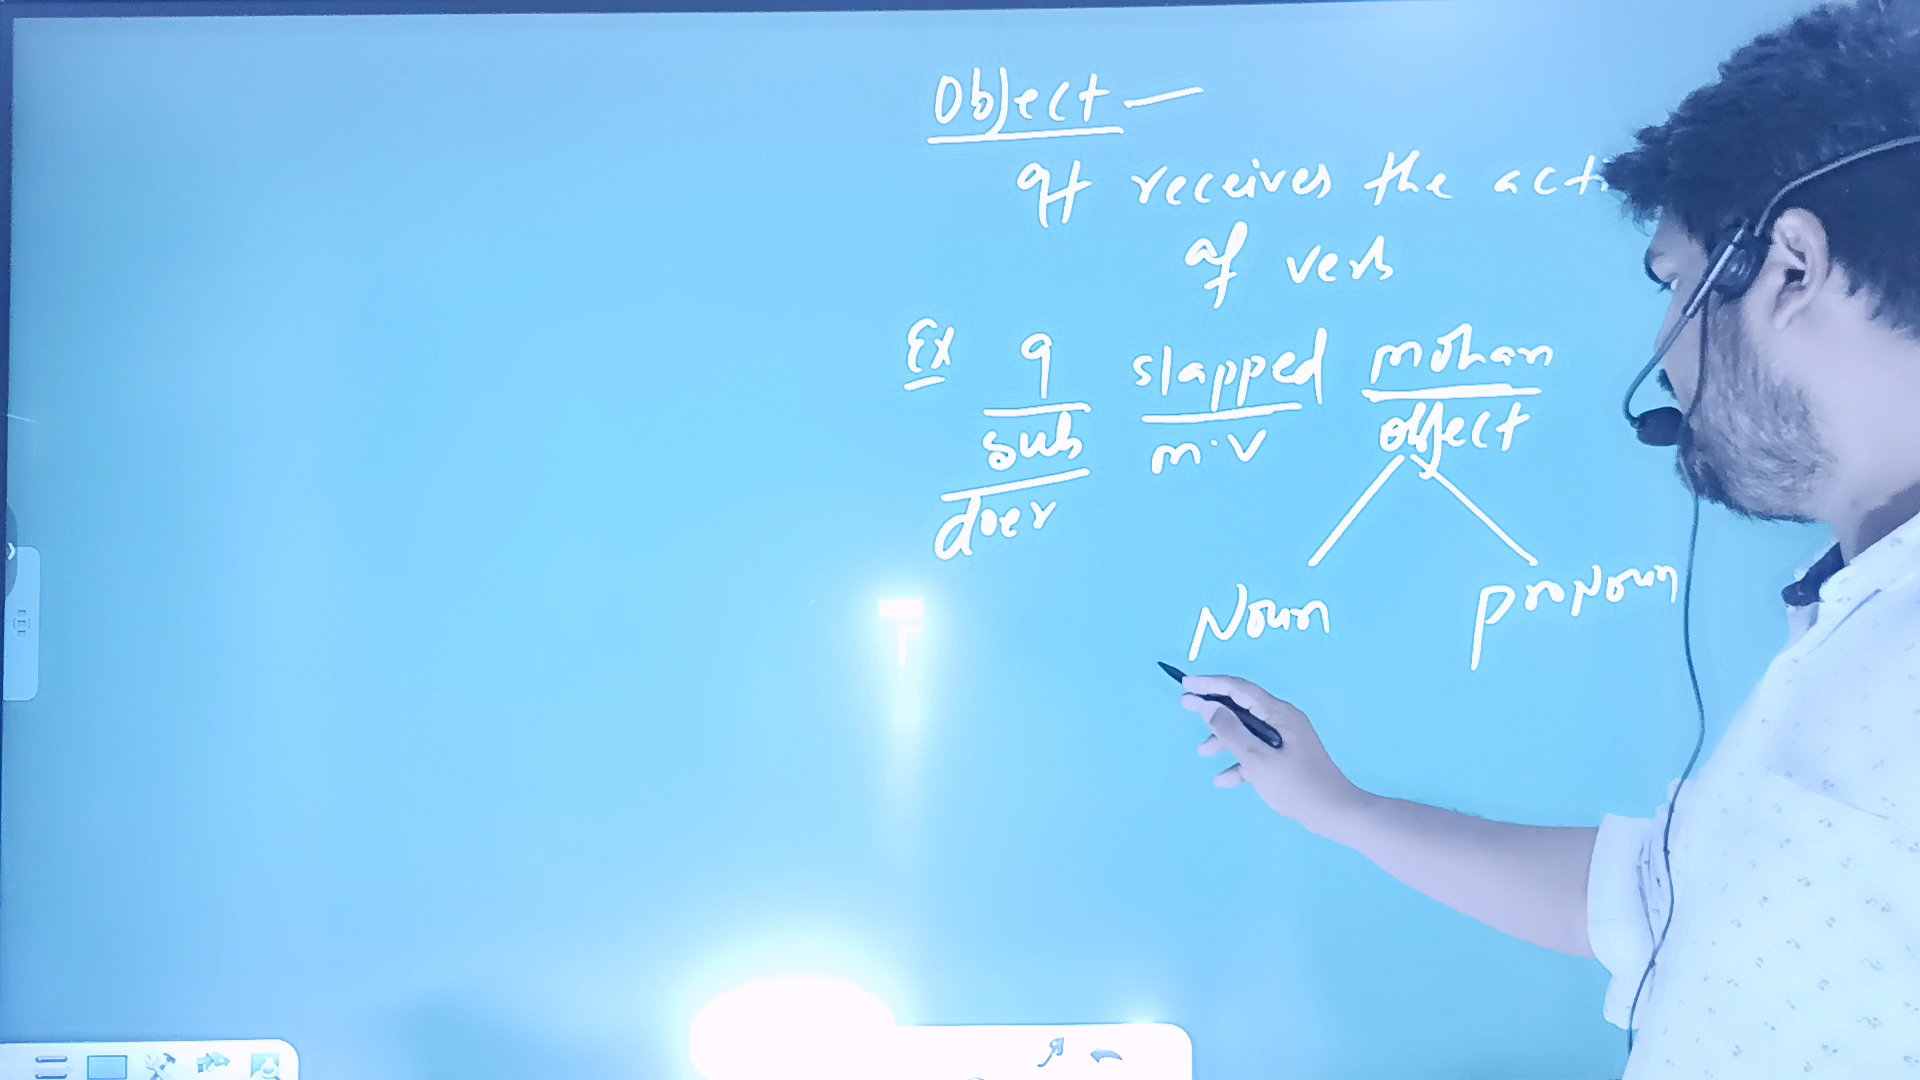 Object —
It receives the acti
of verb
Ex I slapped mohan
sub m.v object
doer
Noun pronoun